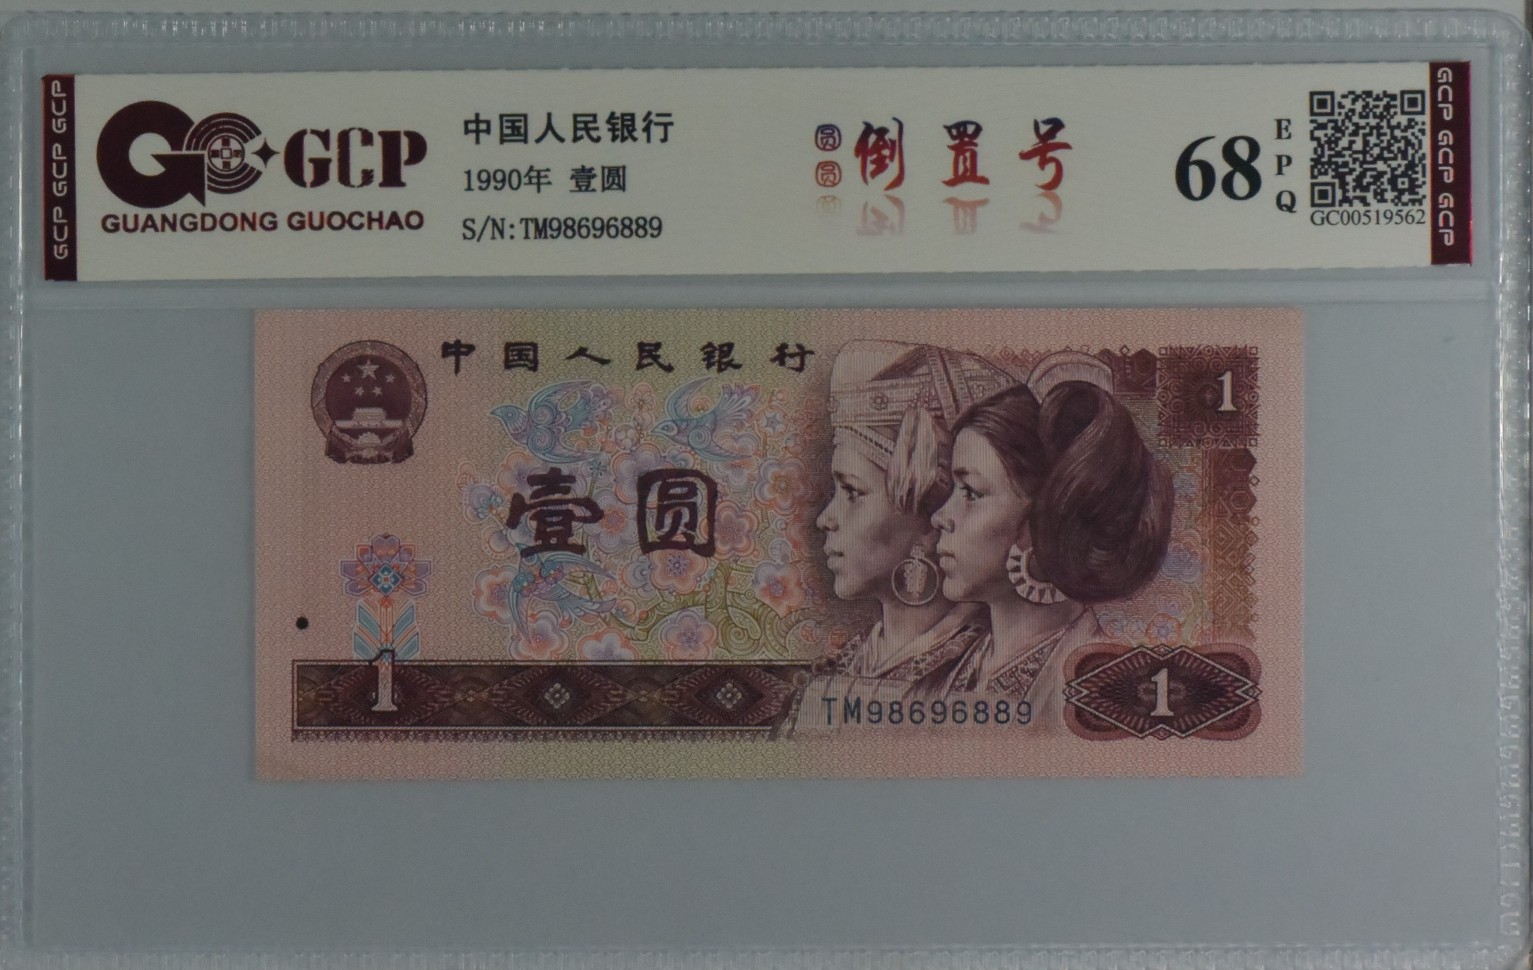 GCP GCP GCP
GCP
GUANGDONG GUOCHAO
中国人民银行
1990年 壹圆
S/N:TM98696889
圆
圆
倒置号
68
EPQ
GC00519562
GCP GCP GCP
中国人民银行
1
壹圆
1
TM98696889
1